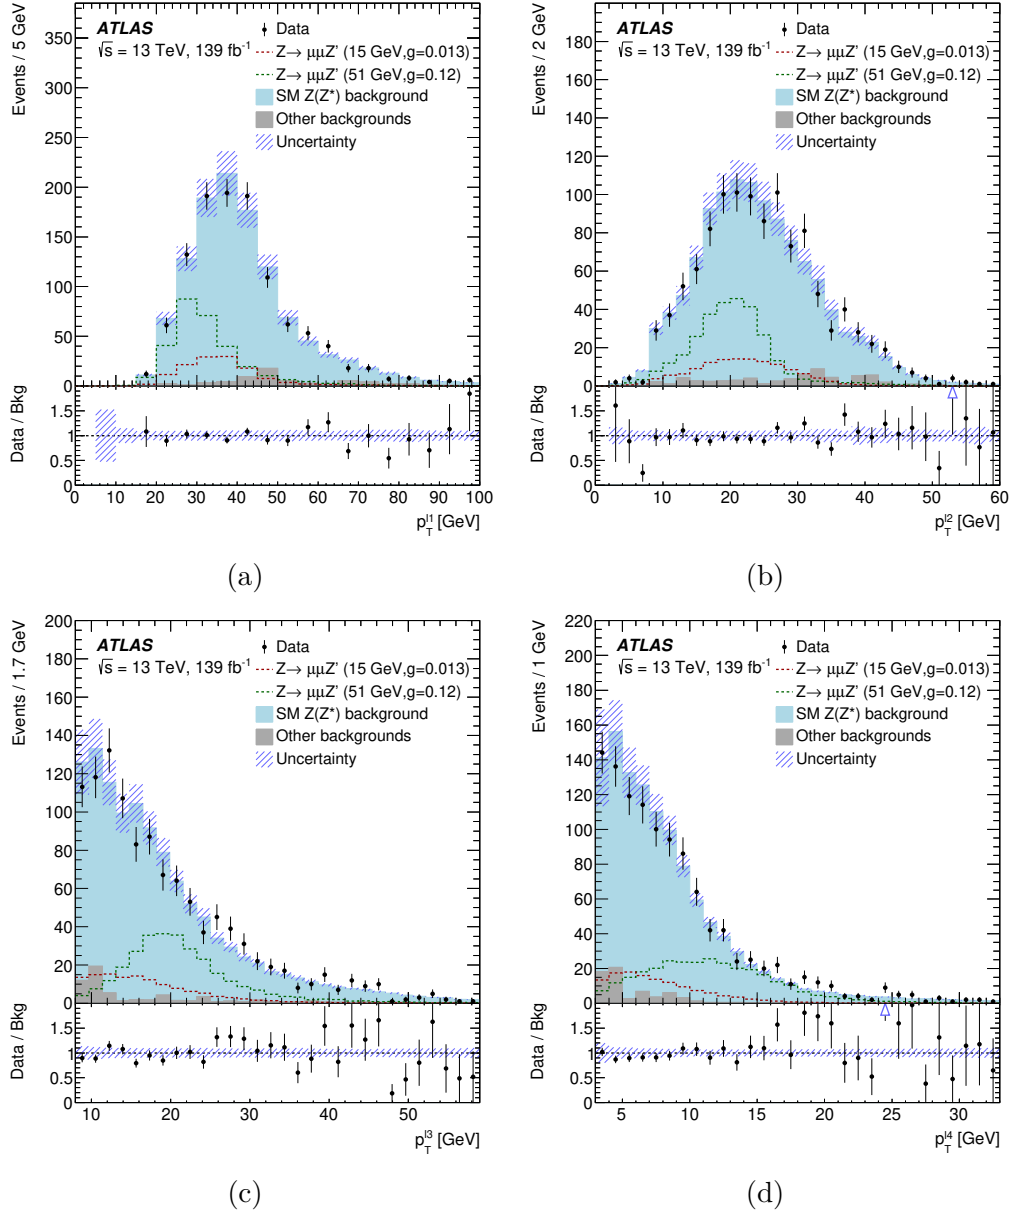 Events / 5 GeV
350
300
250
200
150
100
50
0
ATLAS
√s = 13 TeV, 139 fb⁻¹
Data
Z→ μμZ' (15 GeV,g=0.013)
Z→ μμZ' (51 GeV,g=0.12)
SM Z(Z*) background
Other backgrounds
Uncertainty
Data / Bkg
1.5
1
0.5
0
0 10 20 30 40 50 60 70 80 90 100
p_T^l1 [GeV]
(a)
Events / 2 GeV
180
160
140
120
100
80
60
40
20
0
ATLAS
√s = 13 TeV, 139 fb⁻¹
Data
Z→ μμZ' (15 GeV,g=0.013)
Z→ μμZ' (51 GeV,g=0.12)
SM Z(Z*) background
Other backgrounds
Uncertainty
Data / Bkg
1.5
1
0.5
0
0 10 20 30 40 50 60
p_T^l2 [GeV]
(b)
Events / 1.7 GeV
200
180
160
140
120
100
80
60
40
20
0
ATLAS
√s = 13 TeV, 139 fb⁻¹
Data
Z→ μμZ' (15 GeV,g=0.013)
Z→ μμZ' (51 GeV,g=0.12)
SM Z(Z*) background
Other backgrounds
Uncertainty
Data / Bkg
1.5
1
0.5
0
10 20 30 40 50
p_T^l3 [GeV]
(c)
Events / 1 GeV
220
200
180
160
140
120
100
80
60
40
20
0
ATLAS
√s = 13 TeV, 139 fb⁻¹
Data
Z→ μμZ' (15 GeV,g=0.013)
Z→ μμZ' (51 GeV,g=0.12)
SM Z(Z*) background
Other backgrounds
Uncertainty
Data / Bkg
1.5
1
0.5
0
5 10 15 20 25 30
p_T^l4 [GeV]
(d)